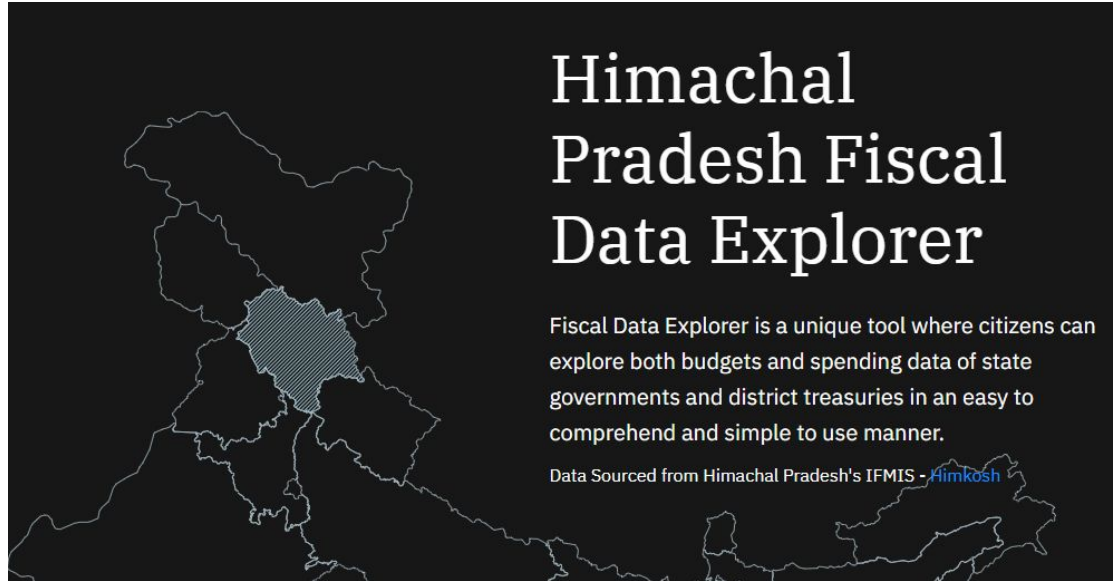 Himachal
Pradesh Fiscal
Data Explorer
Fiscal Data Explorer is a unique tool where citizens can
explore both budgets and spending data of state
governments and district treasuries in an easy to
comprehend and simple to use manner.
Data Sourced from Himachal Pradesh's IFMIS - Himkosh